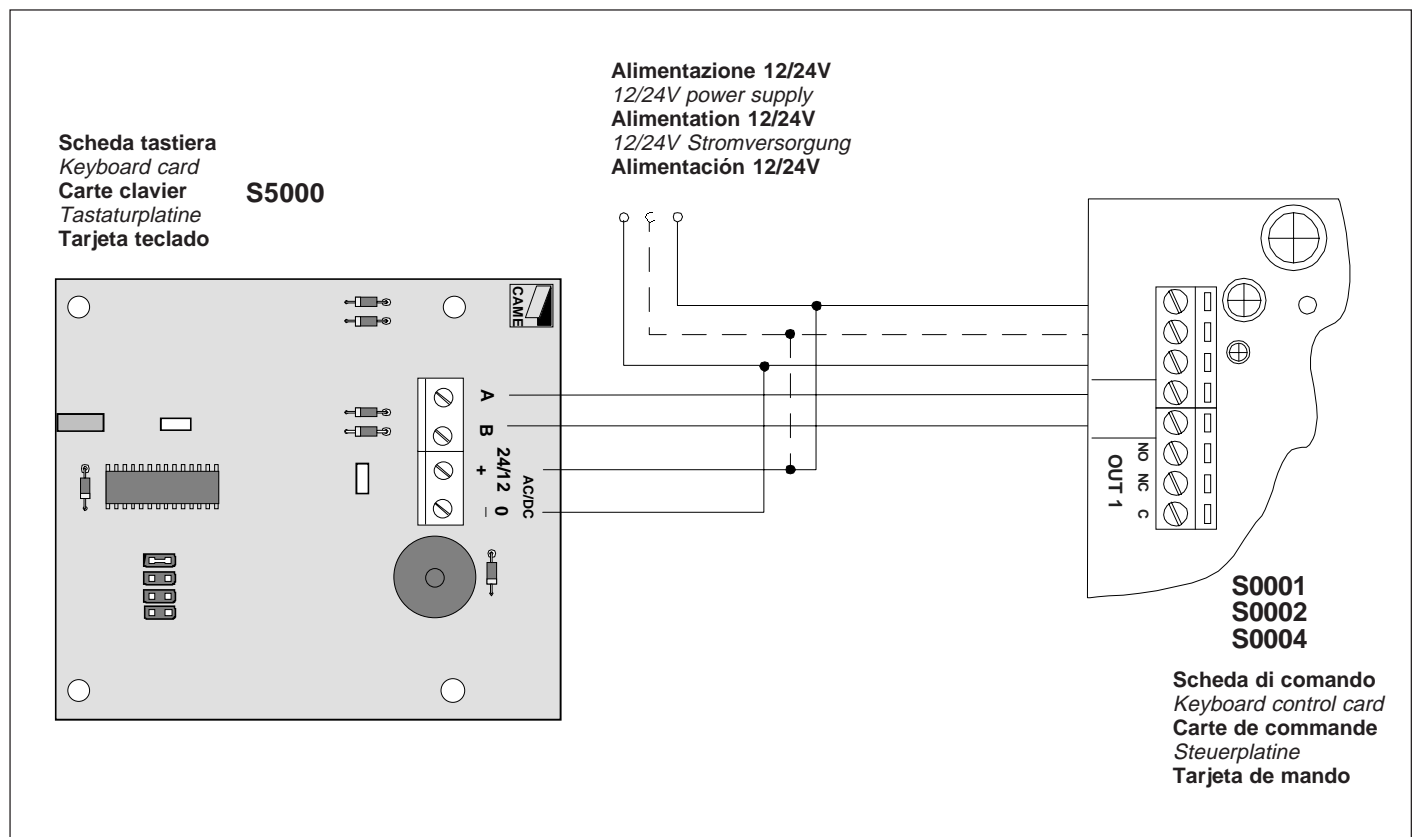 Alimentazione 12/24V
12/24V power supply
Alimentation 12/24V
12/24V Stromversorgung
Alimentación 12/24V
Scheda tastiera
Keyboard card
Carte clavier
Tastaturplatine
Tarjeta teclado
S5000
CAME
A
B
24/12 0
+ –
AC/DC
NO NC C
OUT 1
S0001
S0002
S0004
Scheda di comando
Keyboard control card
Carte de commande
Steuerplatine
Tarjeta de mando